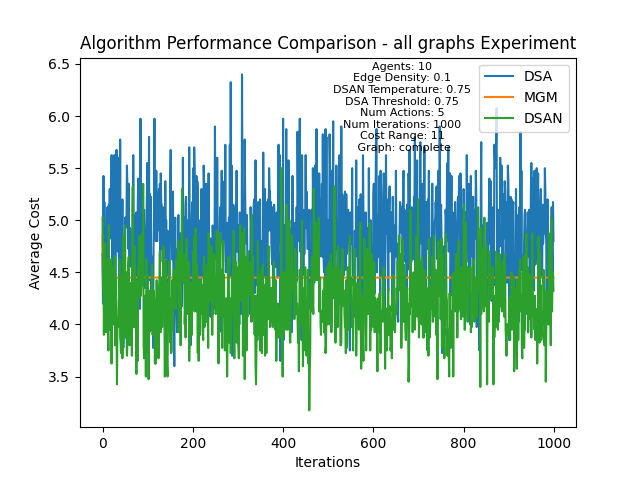 Algorithm Performance Comparison - all graphs Experiment
Agents: 10
Edge Density: 0.1
DSAN Temperature: 0.75
DSA Threshold: 0.75
Num Actions: 5
Num Iterations: 1000
Cost Range: 11
Graph: complete
DSA
MGM
DSAN
6.5
6.0
5.5
5.0
4.5
4.0
3.5
Average Cost
0
200
400
600
800
1000
Iterations